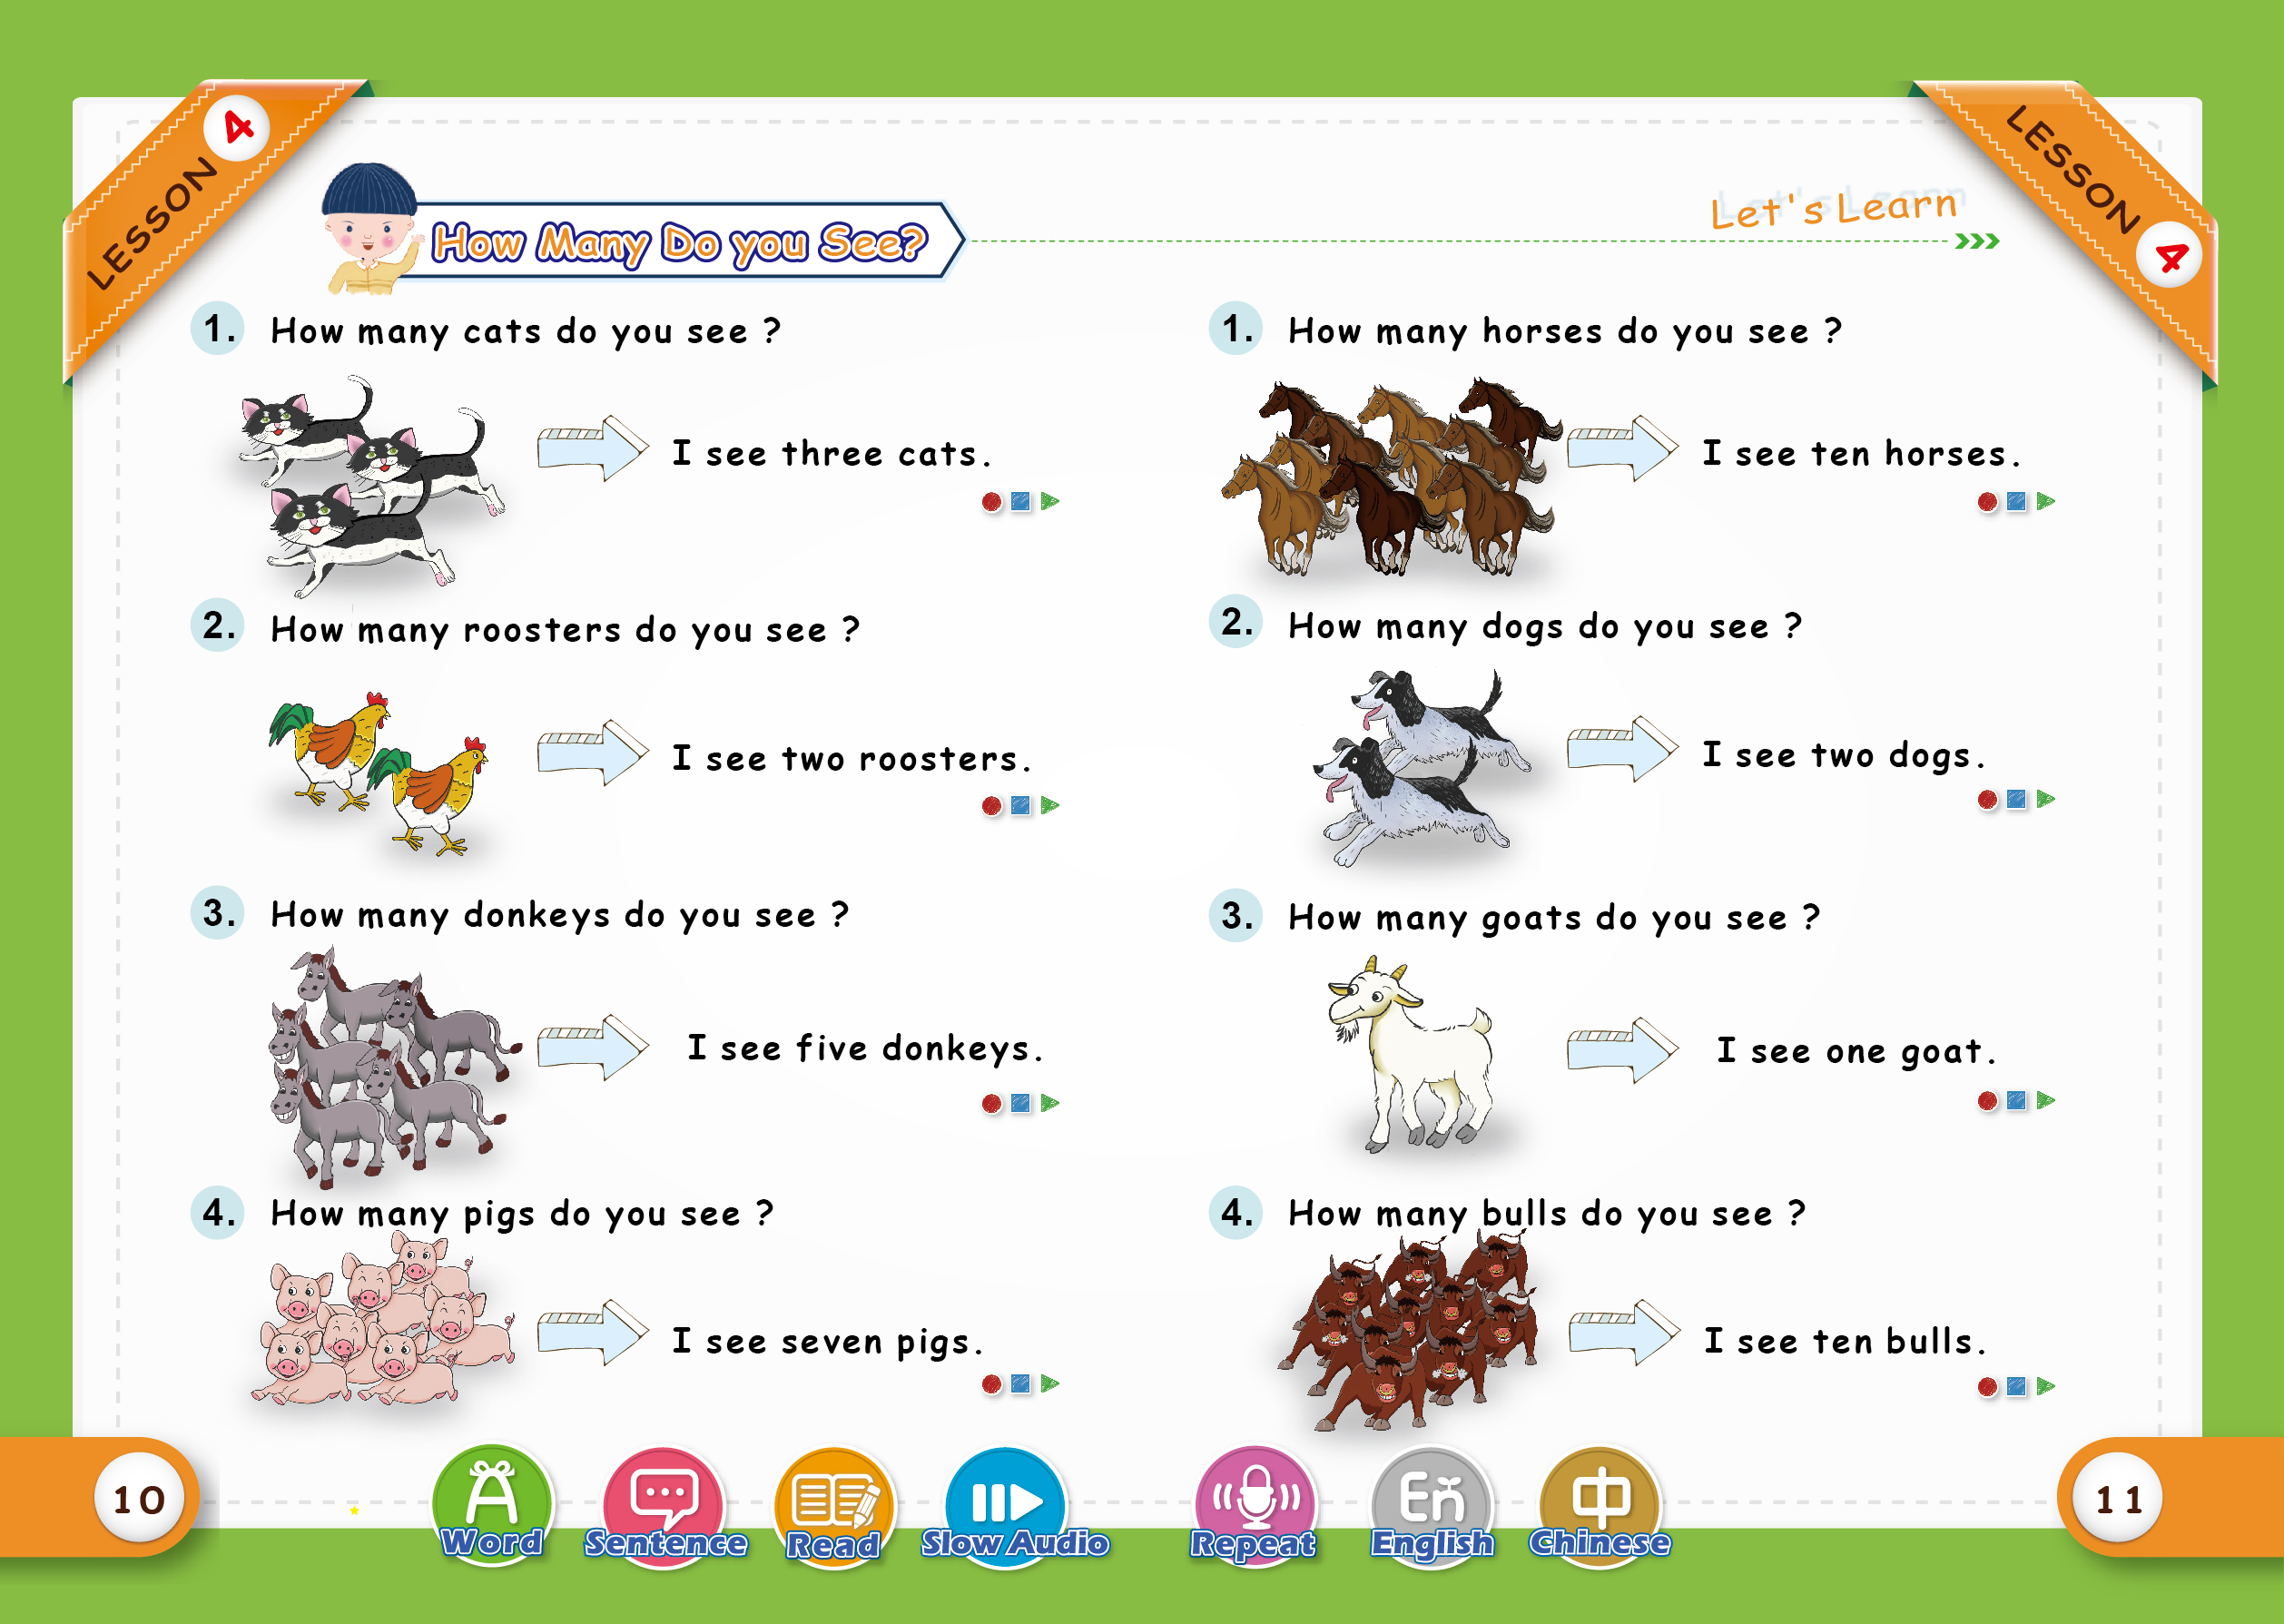 LESSON 4
How Many Do you See?
1. How many cats do you see ?
I see three cats.
2. How many roosters do you see ?
I see two roosters.
3. How many donkeys do you see ?
I see five donkeys.
4. How many pigs do you see ?
I see seven pigs.
10
LESSON 4
Let's Learn
1. How many horses do you see ?
I see ten horses.
2. How many dogs do you see ?
I see two dogs.
3. How many goats do you see ?
I see one goat.
4. How many bulls do you see ?
I see ten bulls.
11
A
Word
Sentence
Read
Slow Audio
Repeat
En
English
中
Chinese